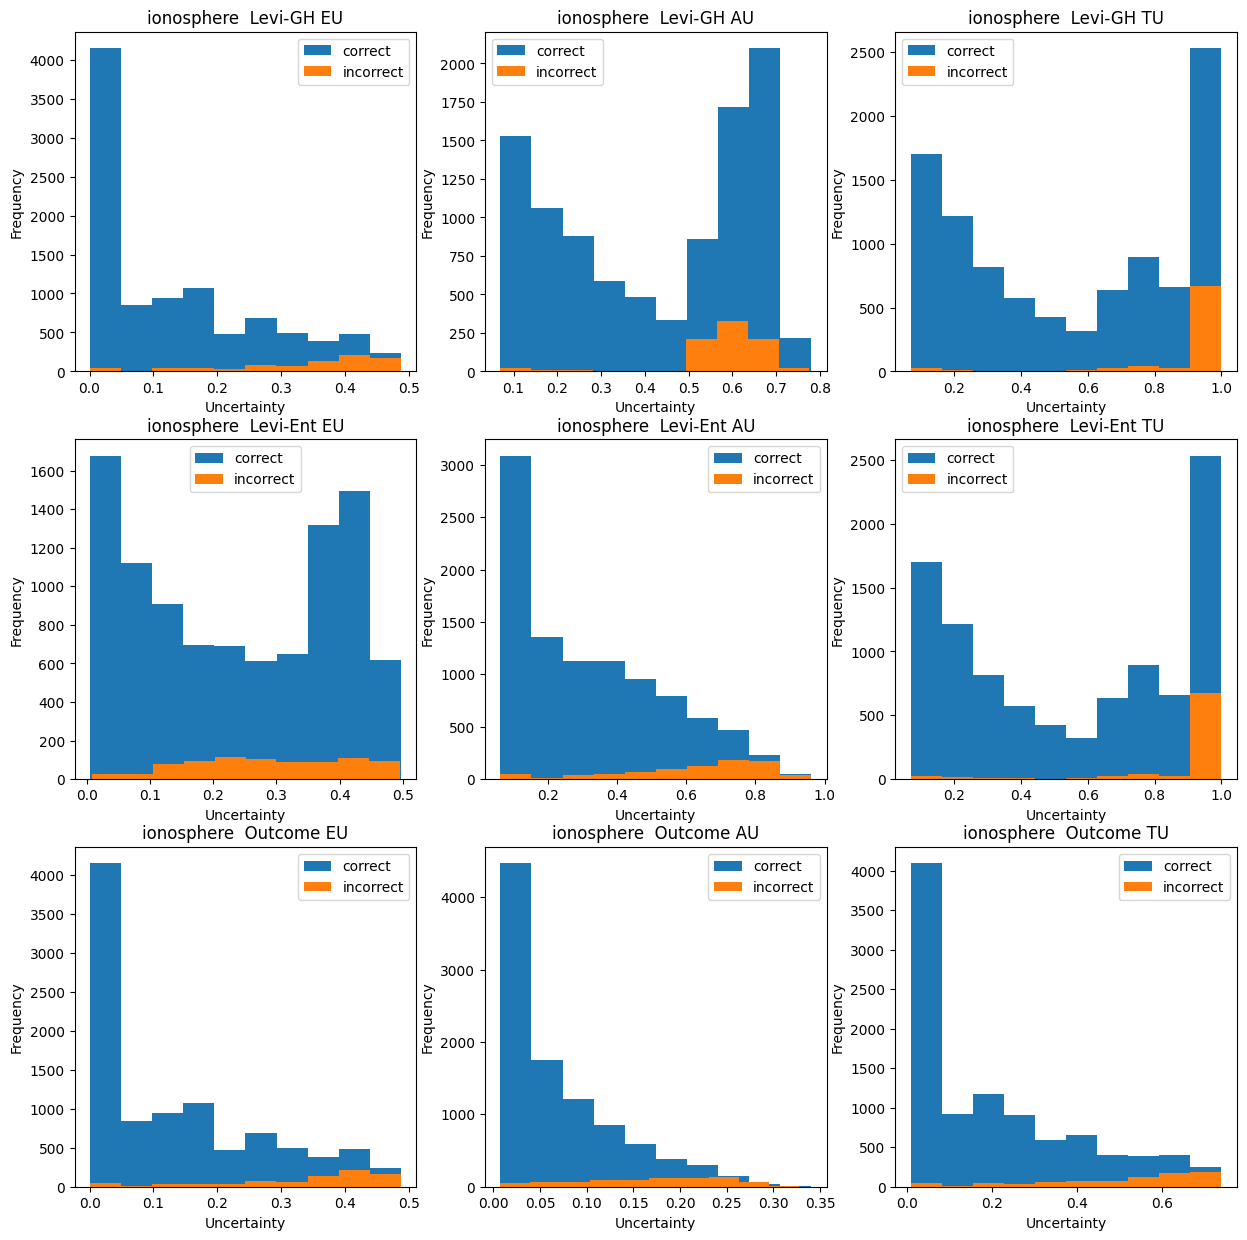 ionosphere  Levi-GH EU
correct
incorrect
Frequency
4000
3500
3000
2500
2000
1500
1000
500
0
0.0 0.1 0.2 0.3 0.4 0.5
Uncertainty
ionosphere  Levi-GH AU
correct
incorrect
Frequency
2000
1750
1500
1250
1000
750
500
250
0
0.1 0.2 0.3 0.4 0.5 0.6 0.7 0.8
Uncertainty
ionosphere  Levi-GH TU
correct
incorrect
Frequency
2500
2000
1500
1000
500
0
0.2 0.4 0.6 0.8 1.0
Uncertainty
ionosphere  Levi-Ent EU
correct
incorrect
Frequency
1600
1400
1200
1000
800
600
400
200
0
0.0 0.1 0.2 0.3 0.4 0.5
Uncertainty
ionosphere  Levi-Ent AU
correct
incorrect
Frequency
3000
2500
2000
1500
1000
500
0
0.2 0.4 0.6 0.8 1.0
Uncertainty
ionosphere  Levi-Ent TU
correct
incorrect
Frequency
2500
2000
1500
1000
500
0
0.2 0.4 0.6 0.8 1.0
Uncertainty
ionosphere  Outcome EU
correct
incorrect
Frequency
4000
3500
3000
2500
2000
1500
1000
500
0
0.0 0.1 0.2 0.3 0.4 0.5
Uncertainty
ionosphere  Outcome AU
correct
incorrect
Frequency
4000
3000
2000
1000
0
0.00 0.05 0.10 0.15 0.20 0.25 0.30 0.35
Uncertainty
ionosphere  Outcome TU
correct
incorrect
Frequency
4000
3500
3000
2500
2000
1500
1000
500
0
0.0 0.2 0.4 0.6
Uncertainty